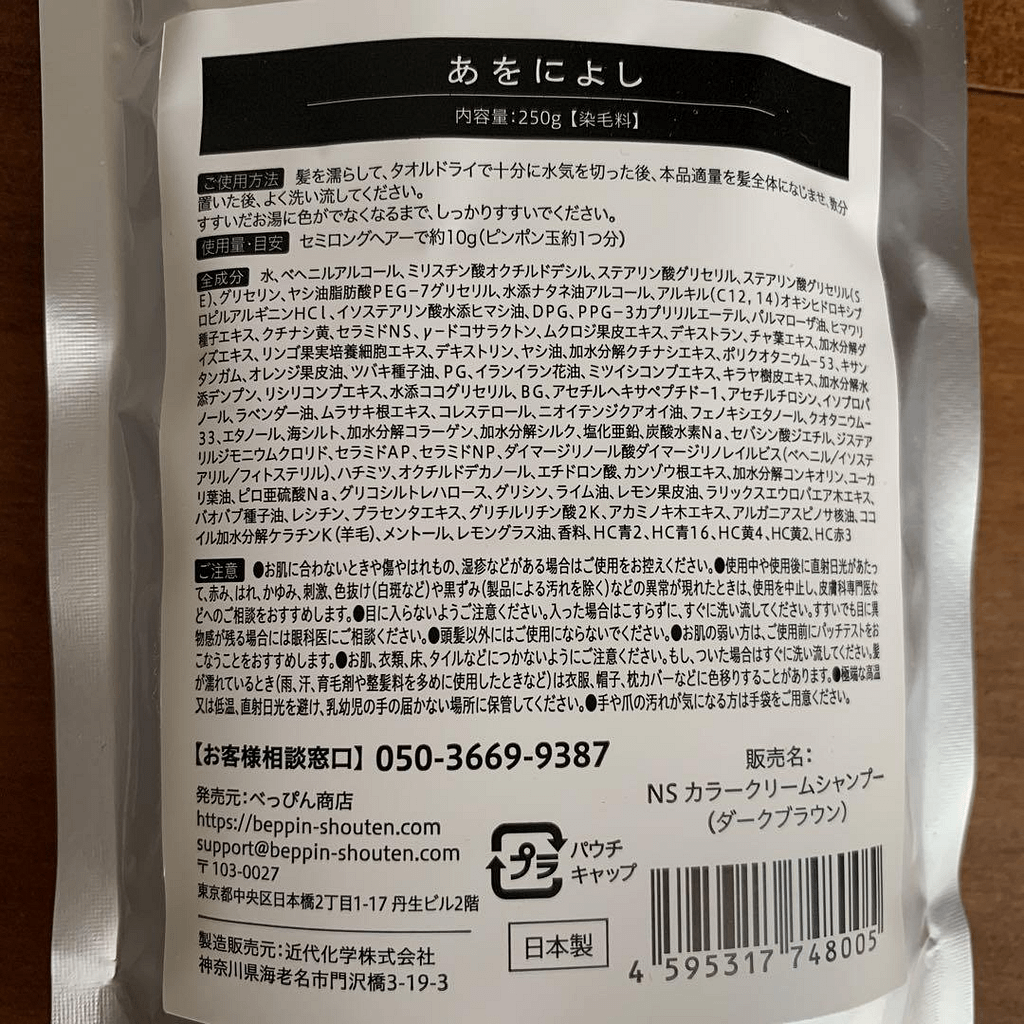 あをによし
内容量：250g【染毛料】
ご使用方法 髪を濡らして、タオルドライで十分に水気を切った後、本品適量を髪全体になじませ、数分
置いた後、よく洗い流してください。
すすいだお湯に色がでなくなるまで、しっかりすすいでください。
使用量・目安 セミロングヘアーで約10g（ピンポン玉約1つ分）
全成分 水、ベヘニルアルコール、ミリスチン酸オクチルドデシル、ステアリン酸グリセリル、ステアリン酸グリセリル（S
E）、グリセリン、ヤシ油脂肪酸PEG-7グリセリル、水添ナタネ油アルコール、アルキル（C12，14）オキシヒドロキシプ
ロピルアルギニンHCl、イソステアリン酸水添ヒマシ油、DPG、PPG-3カプリリルエーテル、パルマローザ油、ヒマワリ
種子エキス、クチナシ黄、セラミドNS、γ-ドコサラクトン、ムクロジ果皮エキス、デキストラン、チャ葉エキス、加水分解ダ
イズエキス、リンゴ果実培養細胞エキス、デキストリン、ヤシ油、加水分解クチナシエキス、ポリクオタニウム-53、キサン
タンガム、オレンジ果皮油、ツバキ種子油、PG、イランイラン花油、ミツイシコンブエキス、キラヤ樹皮エキス、加水分解水
添デンプン、リシリコンブエキス、水添ココグリセリル、BG、アセチルヘキサペプチド-1、アセチルチロシン、イソプロパ
ノール、ラベンダー油、ムラサキ根エキス、コレステロール、ニオイテンジクアオイ油、フェノキシエタノール、クオタニウム-
33、エタノール、海シルト、加水分解コラーゲン、加水分解シルク、塩化亜鉛、炭酸水素Na、セバシン酸ジエチル、ジステア
リルジモニウムクロリド、セラミドAP、セラミドNP、ダイマージリノール酸ダイマージリノレイルビス（ベヘニル/イソステ
アリル/フィトステリル）、ハチミツ、オクチルドデカノール、エチドロン酸、カンゾウ根エキス、加水分解コンキオリン、ユーカ
リ葉油、ピロ亜硫酸Na、グリコシルトレハロース、グリシン、ライム油、レモン果皮油、ラリックスエウロパエア木エキス、
バオバブ種子油、レシチン、プラセンタエキス、グリチルリチン酸2K、アカミノキ木エキス、アルガニアスピノサ核油、ココ
イル加水分解ケラチンK（羊毛）、メントール、レモングラス油、香料、HC青2、HC青16、HC黄4、HC黄2、HC赤3
ご注意 ●お肌に合わないときや傷やはれもの、湿疹などがある場合はご使用をお控えください。●使用中や使用後に直射日光があたっ
て、赤み、はれ、かゆみ、刺激、色抜け（白斑など）や黒ずみ（製品による汚れを除く）などの異常が現れたときは、使用を中止し、皮膚科専門医な
どへのご相談をおすすめします。●目に入らないようご注意ください。入った場合はこすらずに、すぐに洗い流してください。すすいでも目に異
物感が残る場合には眼科医にご相談ください。●頭髪以外にはご使用にならないでください。●お肌の弱い方は、ご使用前にパッチテストをお
こなうことをおすすめします。●お肌、衣類、床、タイルなどにつかないようにご注意ください。もし、ついた場合はすぐに洗い流してください。髪
が濡れているとき（雨、汗、育毛剤や整髪料を多めに使用したときなど）は衣服、帽子、枕カバーなどに色移りすることがあります。●極端な高温
又は低温、直射日光を避け、乳幼児の手の届かない場所に保管してください。●手や爪の汚れが気になる方は手袋をご用意ください。
【お客様相談窓口】050-3669-9387
発売元：べっぴん商店
https://beppin-shouten.com
support@beppin-shouten.com
〒103-0027
東京都中央区日本橋2丁目1-17 丹生ビル2階
製造販売元：近代化学株式会社
神奈川県海老名市門沢橋3-19-3
販売名：
NS カラークリームシャンプー
（ダークブラウン）
プラ
パウチ
キャップ
日本製
4 595317 748005